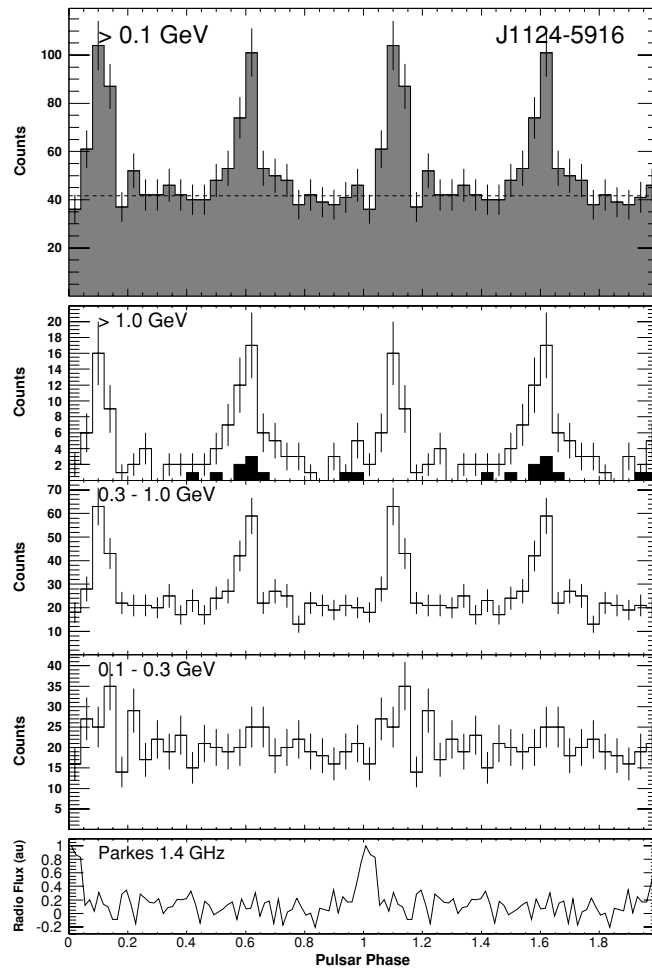 > 0.1 GeV
J1124-5916
100
80
60
40
20
Counts
> 1.0 GeV
20
18
16
14
12
10
8
6
4
2
Counts
0.3 - 1.0 GeV
70
60
50
40
30
20
10
Counts
0.1 - 0.3 GeV
40
35
30
25
20
15
10
5
Counts
Parkes 1.4 GHz
1
0.8
0.6
0.4
0.2
0
-0.2
Radio Flux (au)
0 0.2 0.4 0.6 0.8 1 1.2 1.4 1.6 1.8
Pulsar Phase